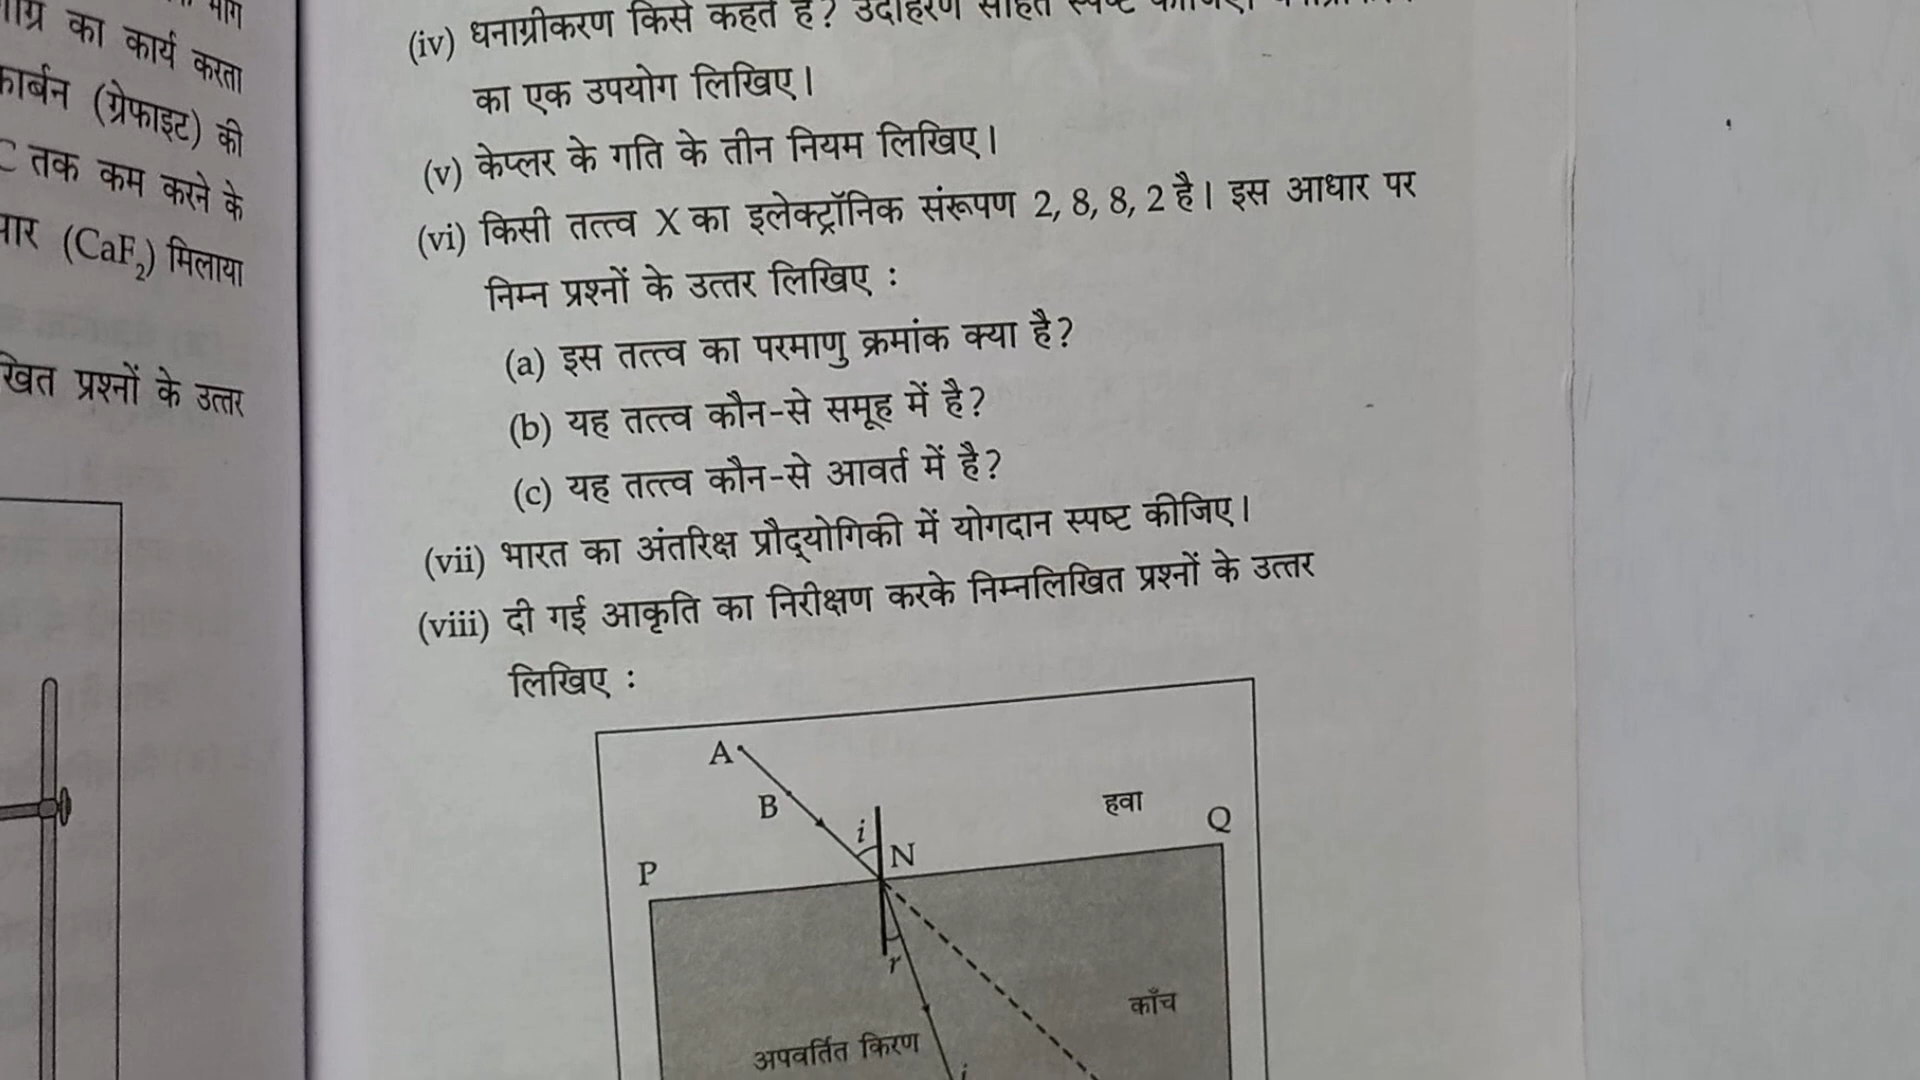 भाग
का कार्य करता
कार्बन (ग्रेफाइट) की
C तक कम करने के
(CaF₂) मिलाया
प्रश्नों के उत्तर
(iv) धनाग्रीकरण किसे कहते हैं? उदाहरण सहित स्पष्ट कीजिए।
का एक उपयोग लिखिए।
(v) केप्लर के गति के तीन नियम लिखिए।
(vi) किसी तत्त्व X का इलेक्ट्रॉनिक संरूपण 2, 8, 8, 2 है। इस आधार पर
निम्न प्रश्नों के उत्तर लिखिए :
(a) इस तत्त्व का परमाणु क्रमांक क्या है?
(b) यह तत्त्व कौन-से समूह में है?
(c) यह तत्त्व कौन-से आवर्त में है?
(vii) भारत का अंतरिक्ष प्रौद्‍योगिकी में योगदान स्पष्ट कीजिए।
(viii) दी गई आकृति का निरीक्षण करके निम्नलिखित प्रश्नों के उत्तर
लिखिए :
A
B
हवा
i
N
Q
P
r
काँच
अपवर्तित किरण
i